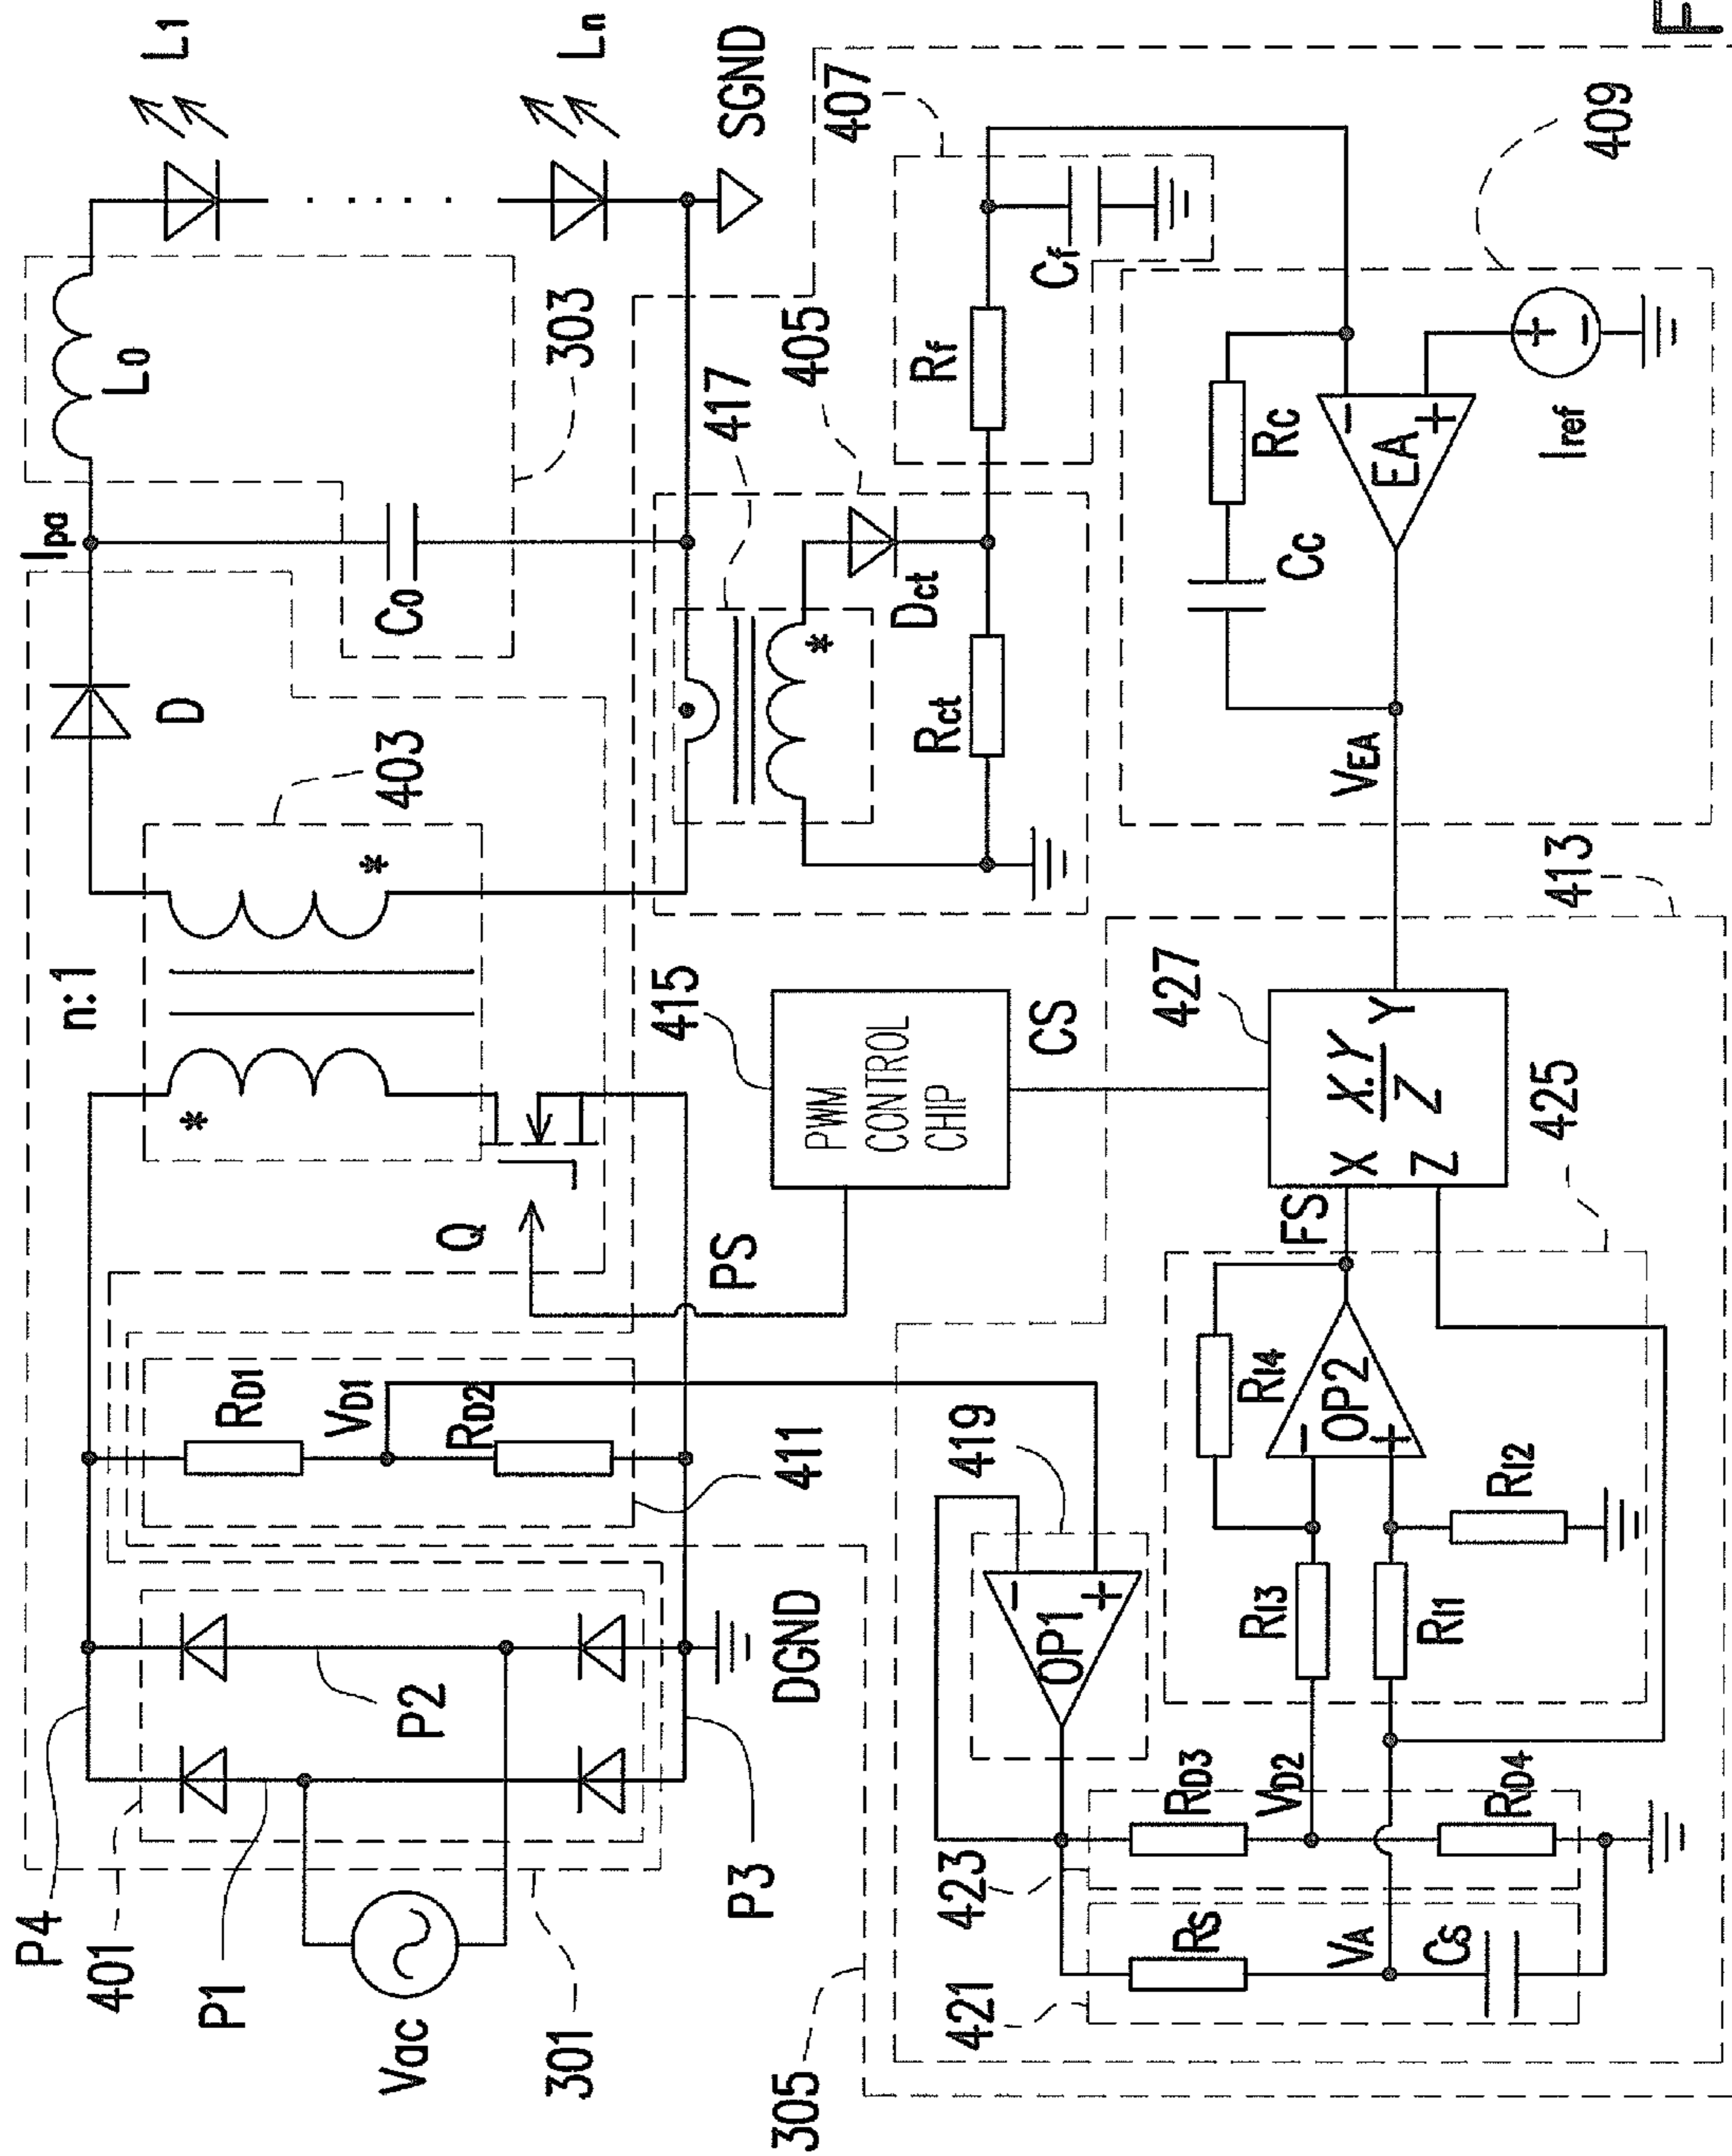 P4
401
P1
Vac
301
P2
P3
DGND
RD1
VD1
RD2
411
Q
PS
n:1
*
*
403
D
Ipa
C0
L0
303
L1
Ln
SGND
305
415
PWM
CONTROL
CHIP
CS
417
*
405
Dct
Rct
407
Rf
Cf
409
Rc
Cc
EA
-
+
Iref
+
-
VEA
413
427
X
X.Y
Z
Y
Z
FS
425
RI4
OP2
-
+
RI3
RI1
RI2
419
OP1
-
+
423
RD3
VD2
RD4
421
Rs
VA
Cs